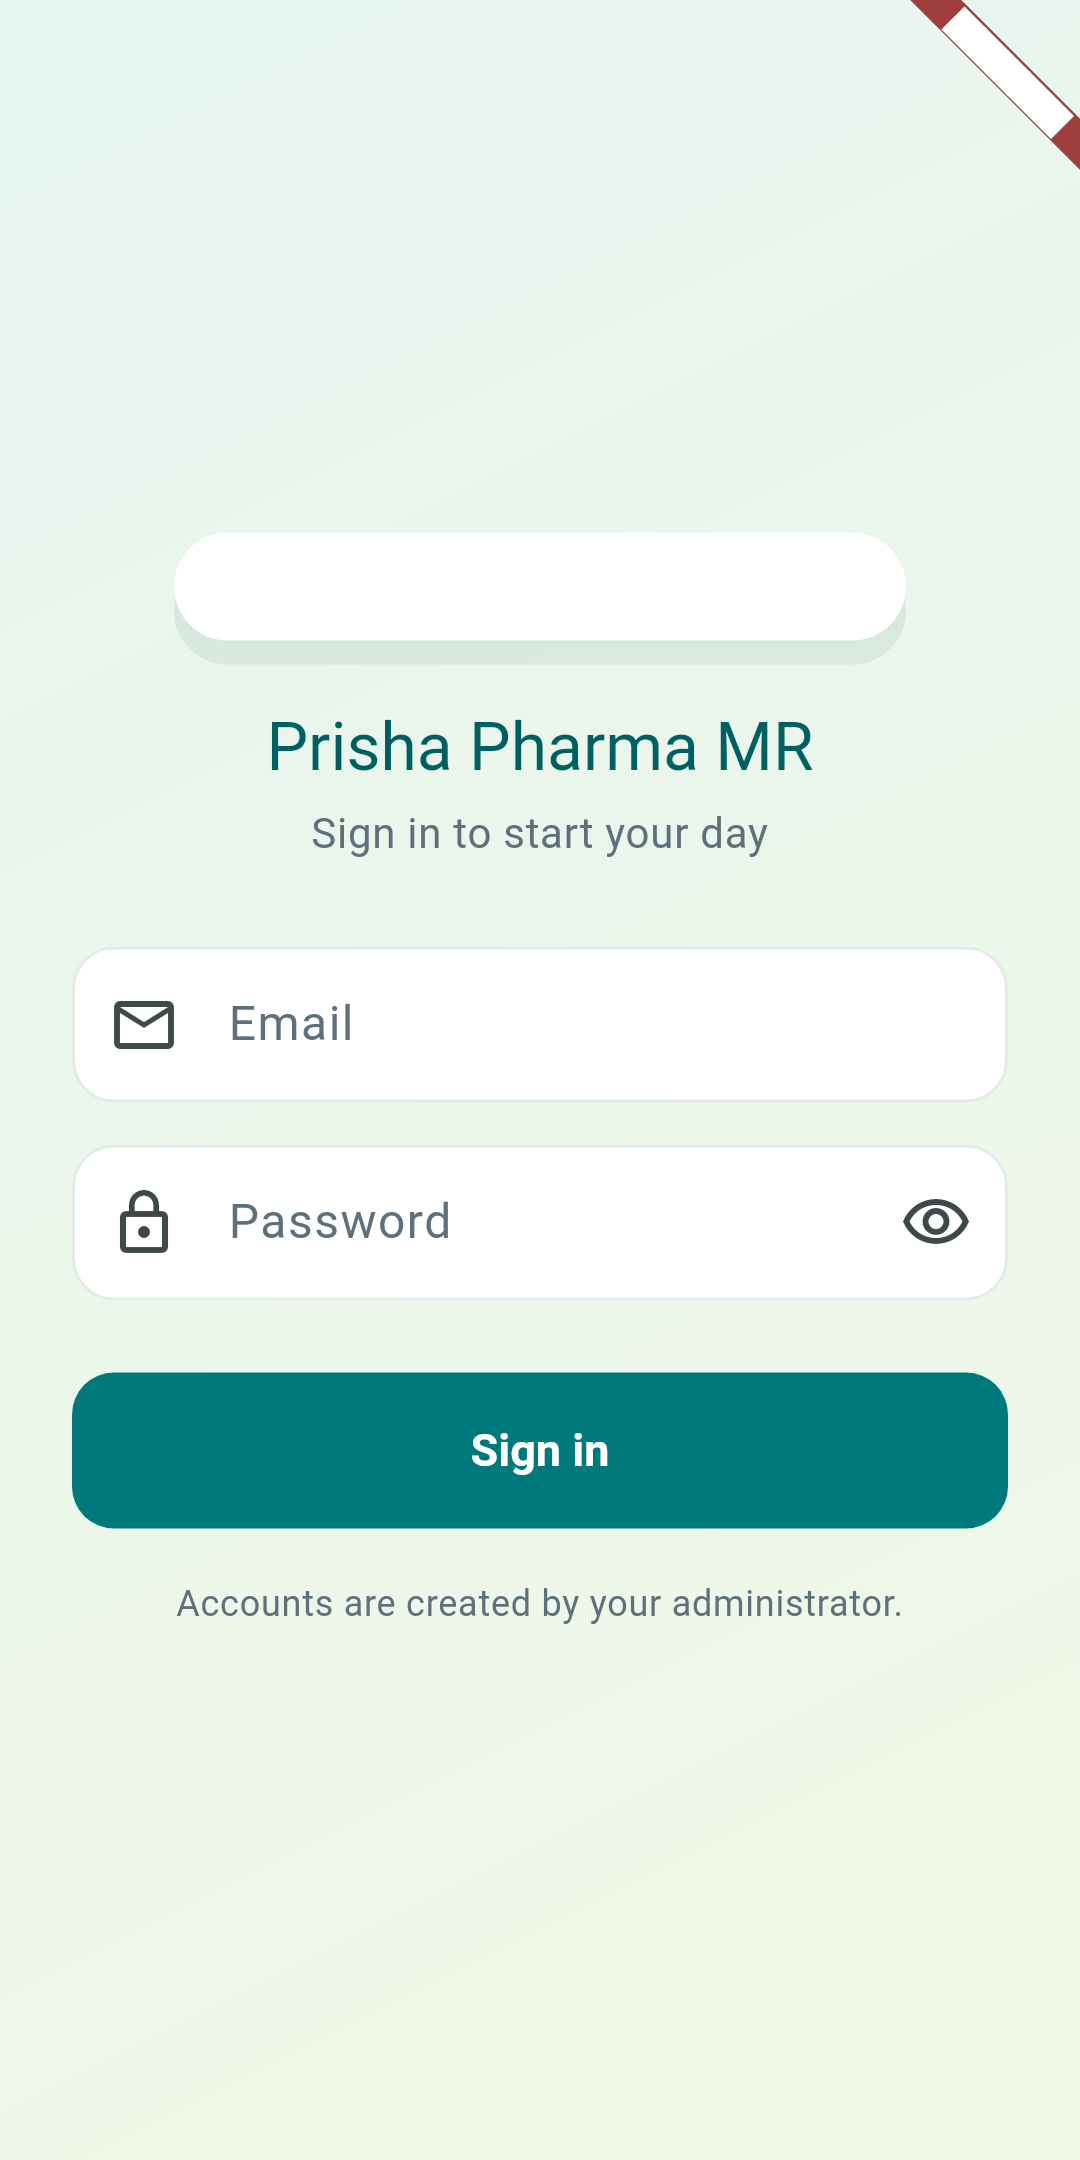 Prisha Pharma MR
Sign in to start your day
Email
Password
Sign in
Accounts are created by your administrator.